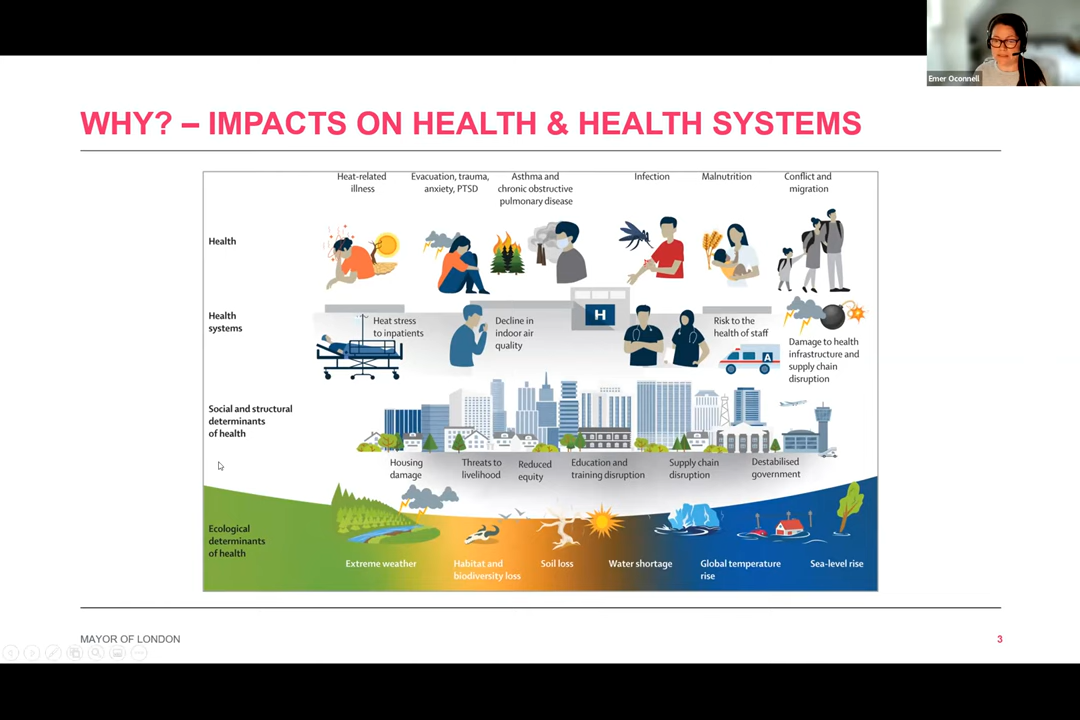 Emer Oconnell
WHY? – IMPACTS ON HEALTH & HEALTH SYSTEMS
Heat-related
illness
Evacuation, trauma,
anxiety, PTSD
Asthma and
chronic obstructive
pulmonary disease
Infection
Malnutrition
Conflict and
migration
Health
Health
systems
Heat stress
to inpatients
Decline in
indoor air
quality
H
Risk to the
health of staff
A
Damage to health
infrastructure and
supply chain
disruption
Social and structural
determinants
of health
Housing
damage
Threats to
livelihood
Reduced
equity
Education and
training disruption
Supply chain
disruption
Destabilised
government
Ecological
determinants
of health
Extreme weather
Habitat and
biodiversity loss
Soil loss
Water shortage
Global temperature
rise
Sea-level rise
MAYOR OF LONDON
3